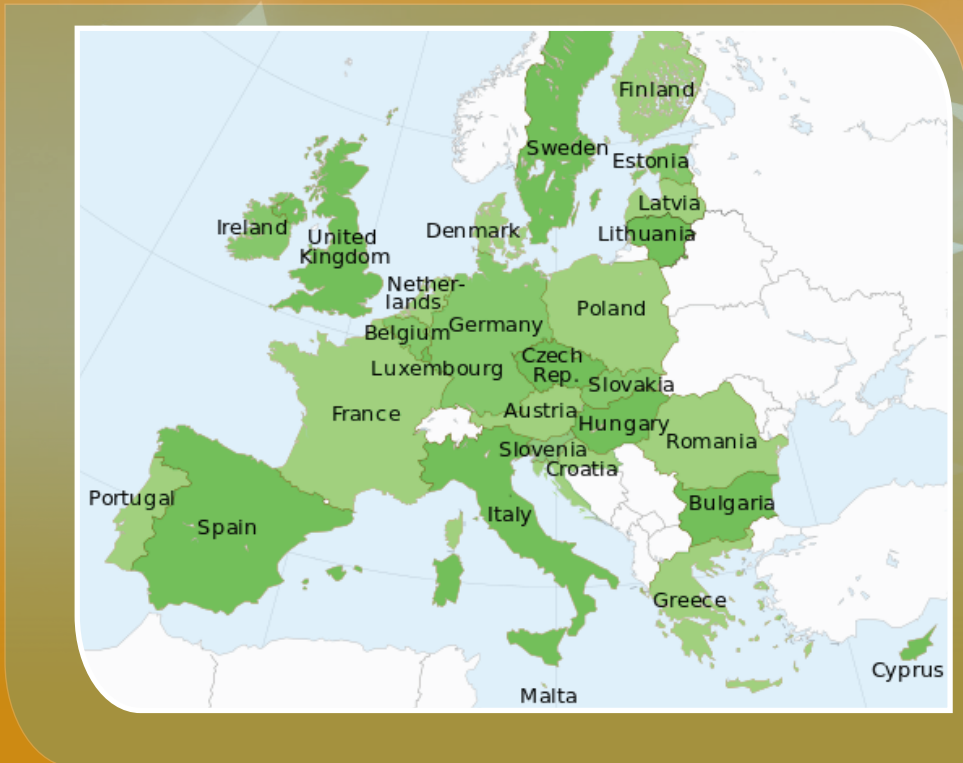 Finland
Sweden
Estonia
Latvia
Ireland
Denmark
Lithuania
United
Kingdom
Nether-
lands
Poland
Belgium
Germany
Czech
Rep.
Luxembourg
Slovakia
France
Austria
Hungary
Romania
Slovenia
Croatia
Portugal
Bulgaria
Spain
Italy
Greece
Cyprus
Malta